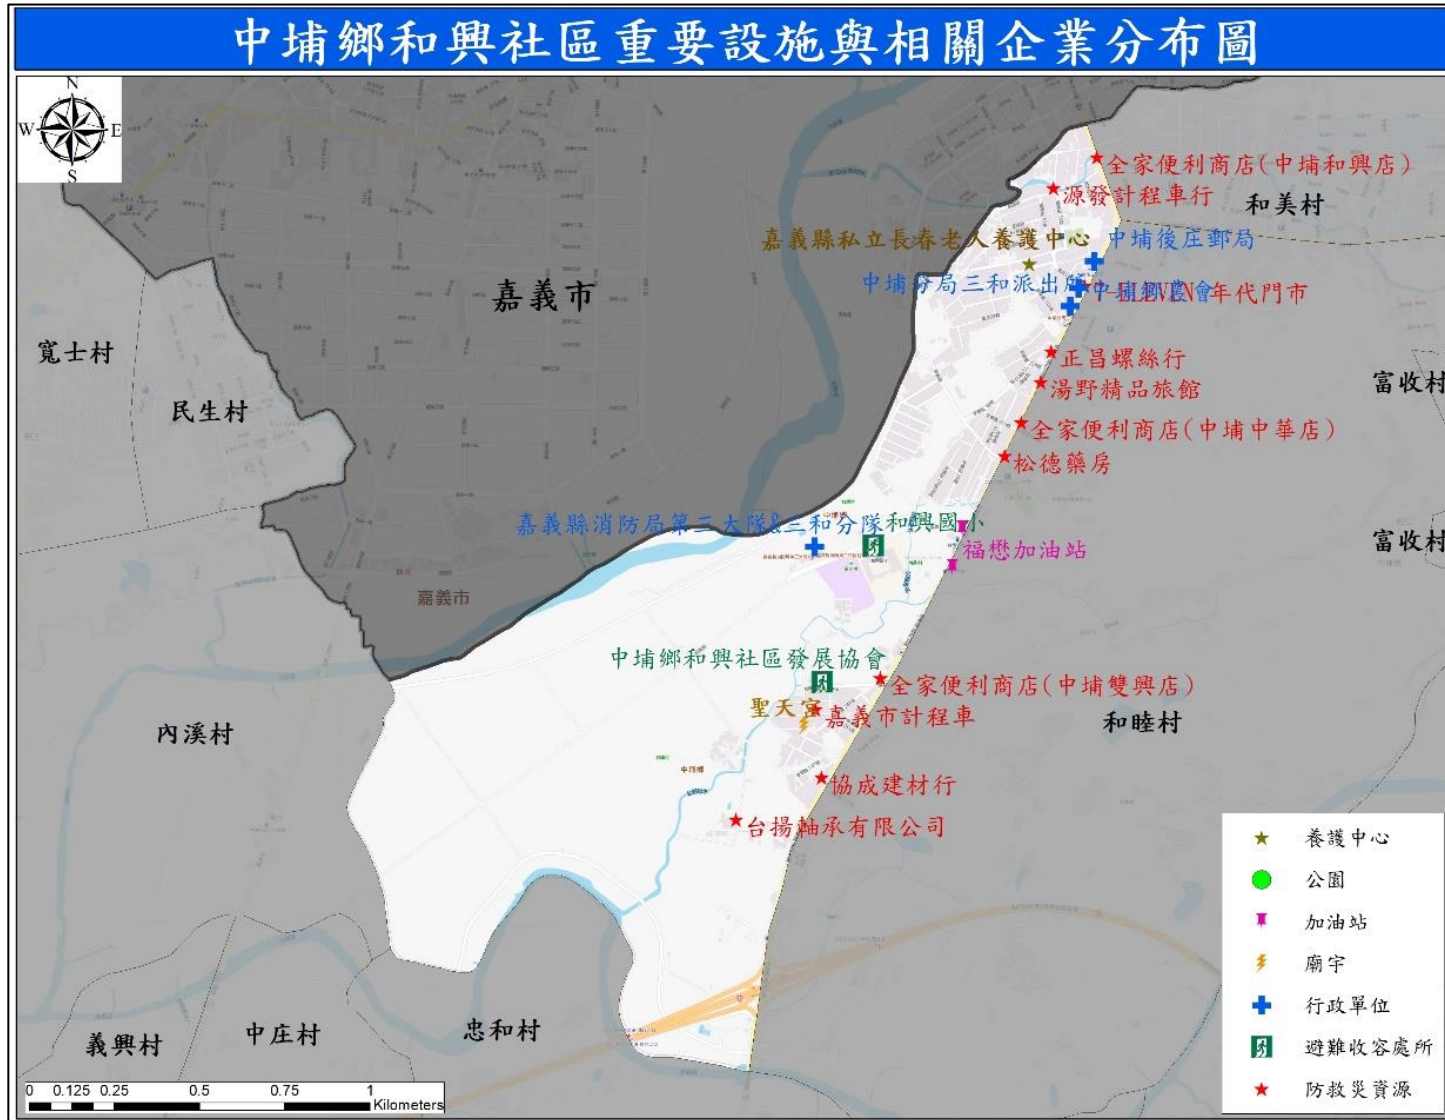 中埔鄉和興社區重要設施與相關企業分布圖
N
W
E
S
全家便利商店(中埔和興店)
源發計程車行
和美村
嘉義縣私立長春老人養護中心
中埔後庄郵局
中埔分局三和派出所
中埔鄉農會
年代門市
嘉義市
寬士村
民生村
正昌螺絲行
湯野精品旅館
富收村
全家便利商店(中埔中華店)
松德藥房
嘉義縣消防局第三大隊&三和分隊
和興國小
福懋加油站
富收村
嘉義市
中埔鄉和興社區發展協會
全家便利商店(中埔雙興店)
聖天宮
嘉義市計程車
和睦村
內溪村
中埔鄉
協成建材行
台揚軸承有限公司
義興村
中庄村
忠和村
養護中心
公園
加油站
廟宇
行政單位
避難收容處所
防救災資源
0 0.125 0.25 0.5 0.75 1
Kilometers